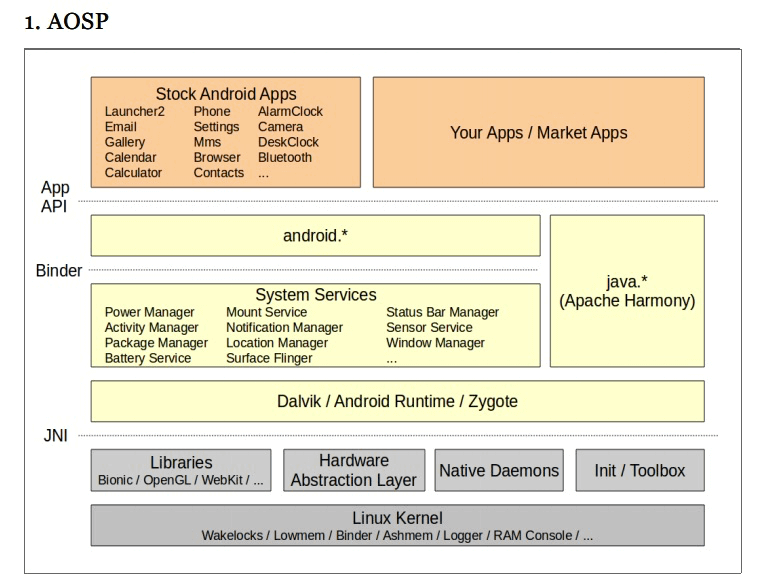 1. AOSP
Stock Android Apps
Launcher2 Phone AlarmClock
Email Settings Camera
Gallery Mms DeskClock
Calendar Browser Bluetooth
Calculator Contacts ...
Your Apps / Market Apps
App
API
android.*
java.*
(Apache Harmony)
Binder
System Services
Power Manager Mount Service Status Bar Manager
Activity Manager Notification Manager Sensor Service
Package Manager Location Manager Window Manager
Battery Service Surface Flinger ...
Dalvik / Android Runtime / Zygote
JNI
Libraries
Bionic / OpenGL / WebKit / ...
Hardware
Abstraction Layer
Native Daemons
Init / Toolbox
Linux Kernel
Wakelocks / Lowmem / Binder / Ashmem / Logger / RAM Console / ...